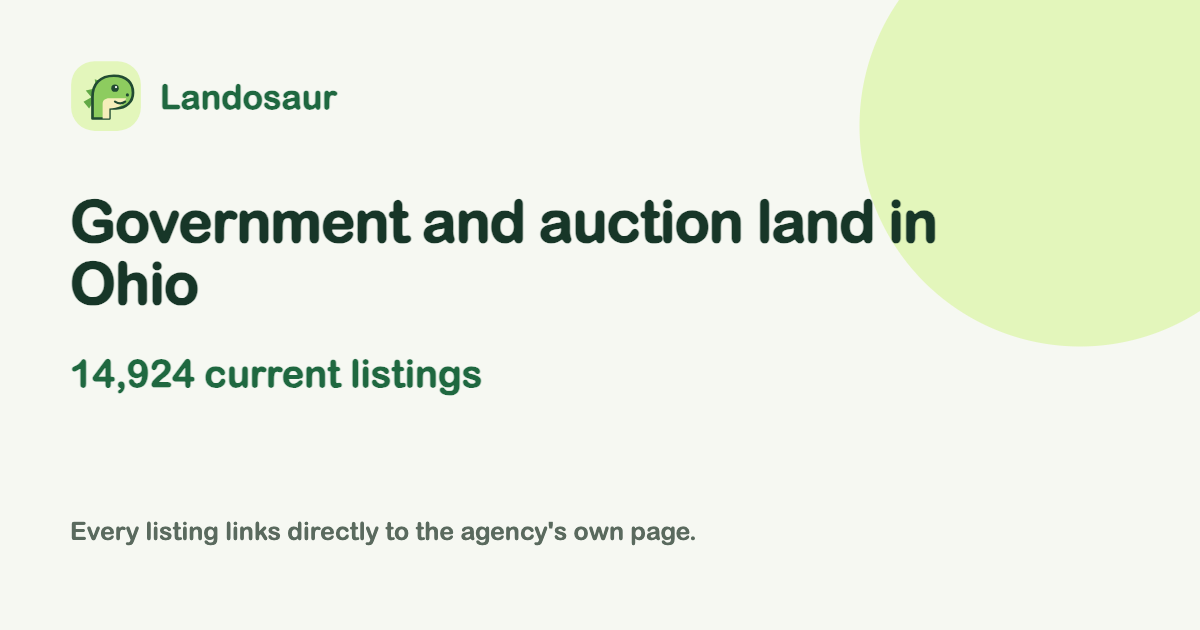 Landosaur
Government and auction land in
Ohio
14,924 current listings
Every listing links directly to the agency's own page.